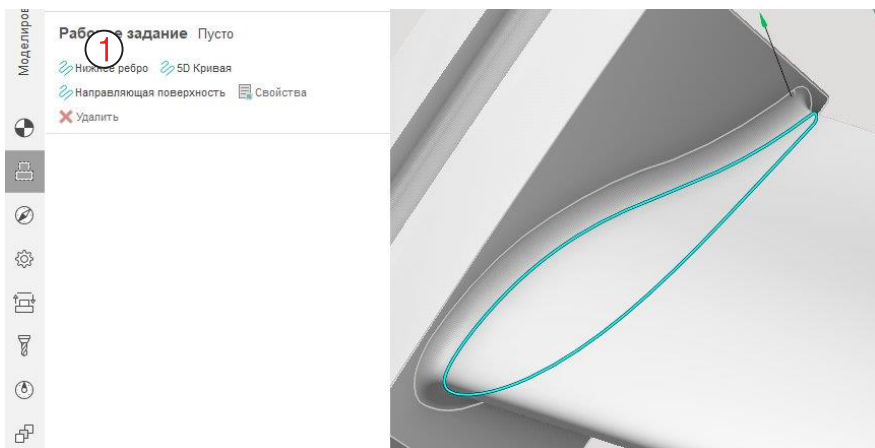 Моделиров
Рабочее задание Пусто
1
Нижнее ребро 5D Кривая
Направляющая поверхность Свойства
Удалить